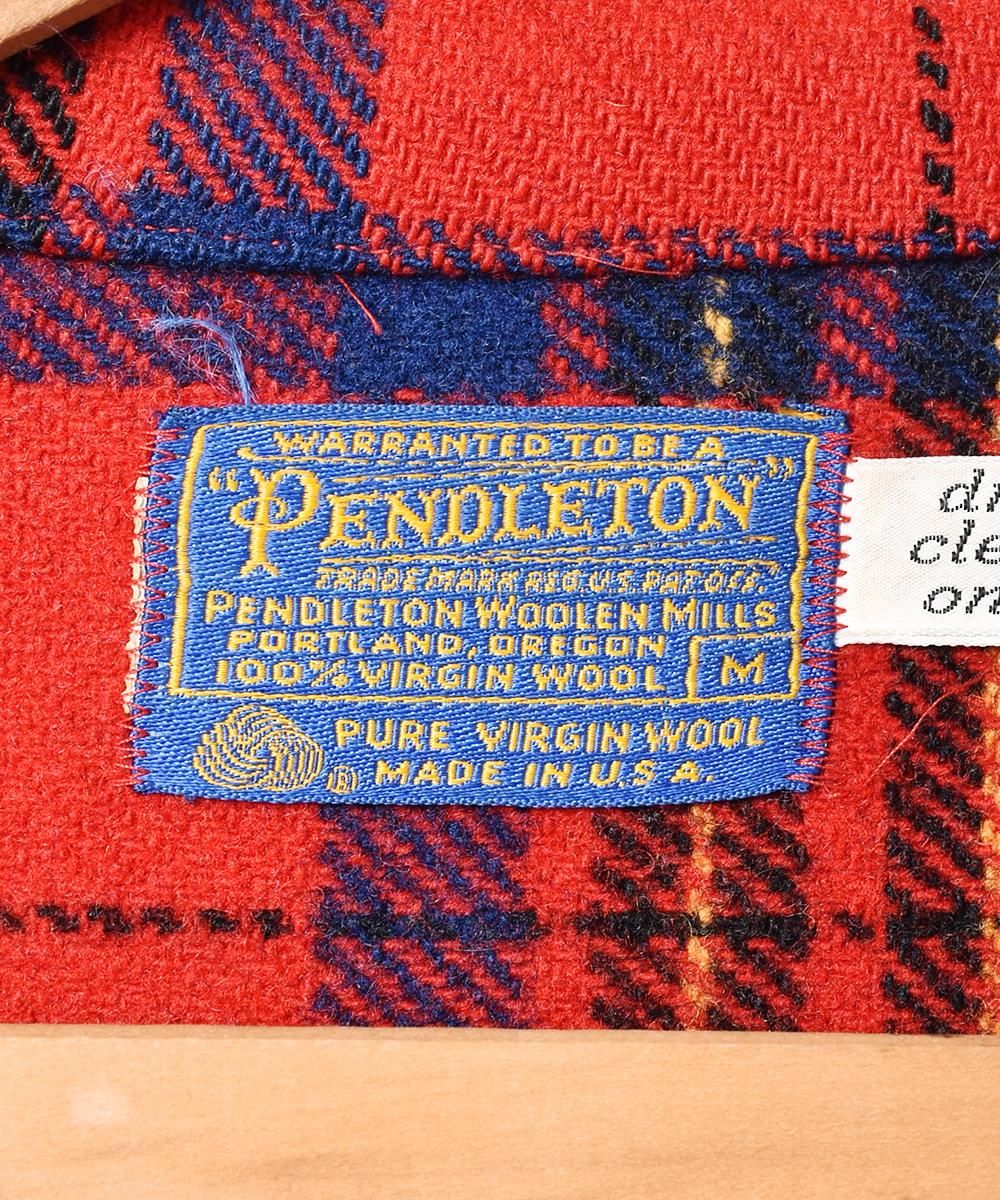 WARRANTED TO BE A
"PENDLETON"
TRADE MARK REG. U.S. PAT. OFF.
PENDLETON WOOLEN MILLS
PORTLAND, OREGON
100% VIRGIN WOOL M
PURE VIRGIN WOOL
® MADE IN U.S.A.